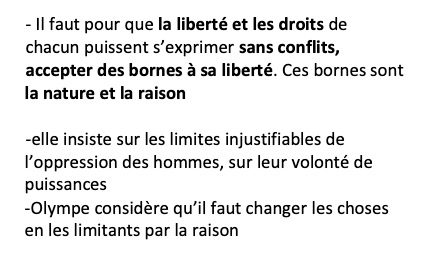 - Il faut pour que la liberté et les droits de
chacun puissent s’exprimer sans conflits,
accepter des bornes à sa liberté. Ces bornes sont
la nature et la raison
-elle insiste sur les limites injustifiables de
l’oppression des hommes, sur leur volonté de
puissances
-Olympe considère qu’il faut changer les choses
en les limitants par la raison